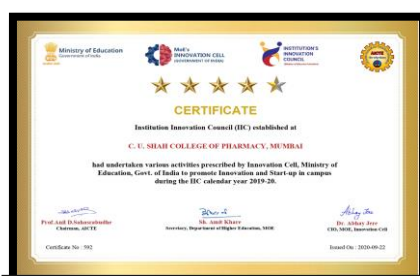 Ministry of Education
Government of India
MoE's
INNOVATION CELL
(GOVERNMENT OF INDIA)
INSTITUTION'S
INNOVATION
COUNCIL
AICTE
CERTIFICATE
Institution Innovation Council (IIC) established at
C. U. SHAH COLLEGE OF PHARMACY, MUMBAI
had undertaken various activities prescribed by Innovation Cell, Ministry of
Education, Govt. of India to promote Innovation and Start-up in campus
during the IIC calendar year 2019-20.
Prof. Anil D.Sahasrabudhe
Chairman, AICTE
Sh. Amit Khare
Secretary, Department of Higher Education, MOE
Dr. Abhay Jere
CIO, MOE, Innovation Cell
Certificate No : 592
Issued On : 2020-09-22